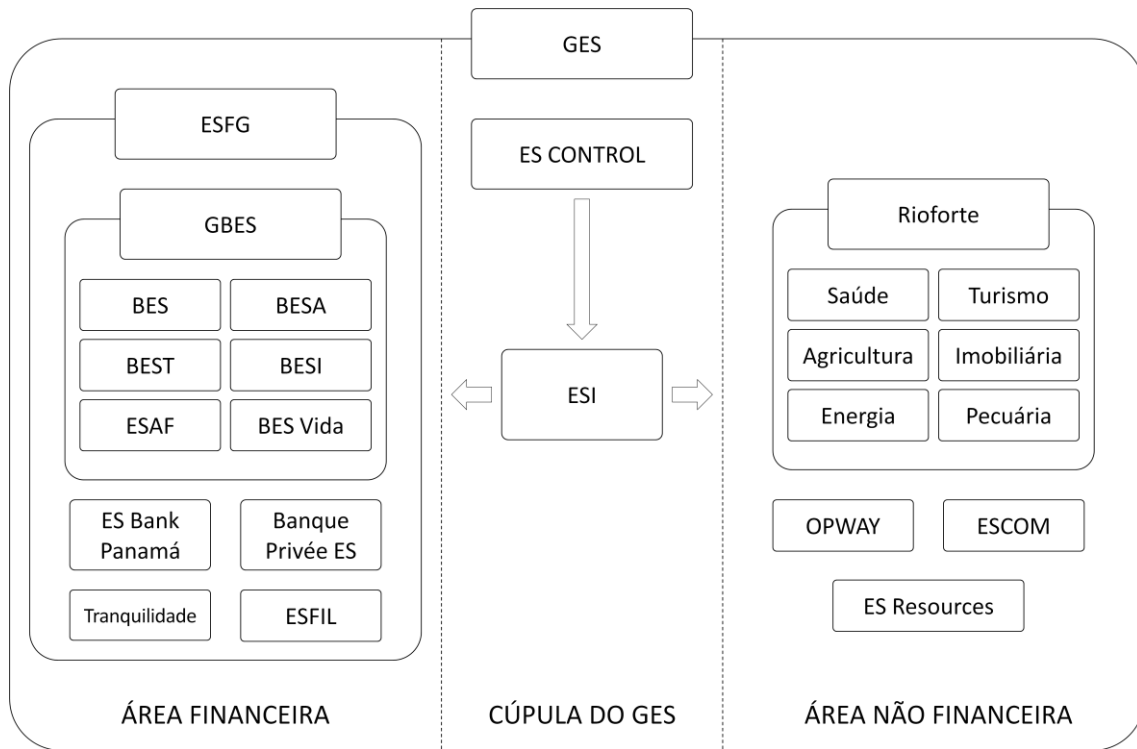 GES
ESFG
ES CONTROL
GBES
Rioforte
BES
BESA
BEST
BESI
ESAF
BES Vida
ESI
Saúde
Turismo
Agricultura
Imobiliária
Energia
Pecuária
ES Bank
Panamá
Banque
Privée ES
Tranquilidade
ESFIL
OPWAY
ESCOM
ES Resources
ÁREA FINANCEIRA
CÚPULA DO GES
ÁREA NÃO FINANCEIRA